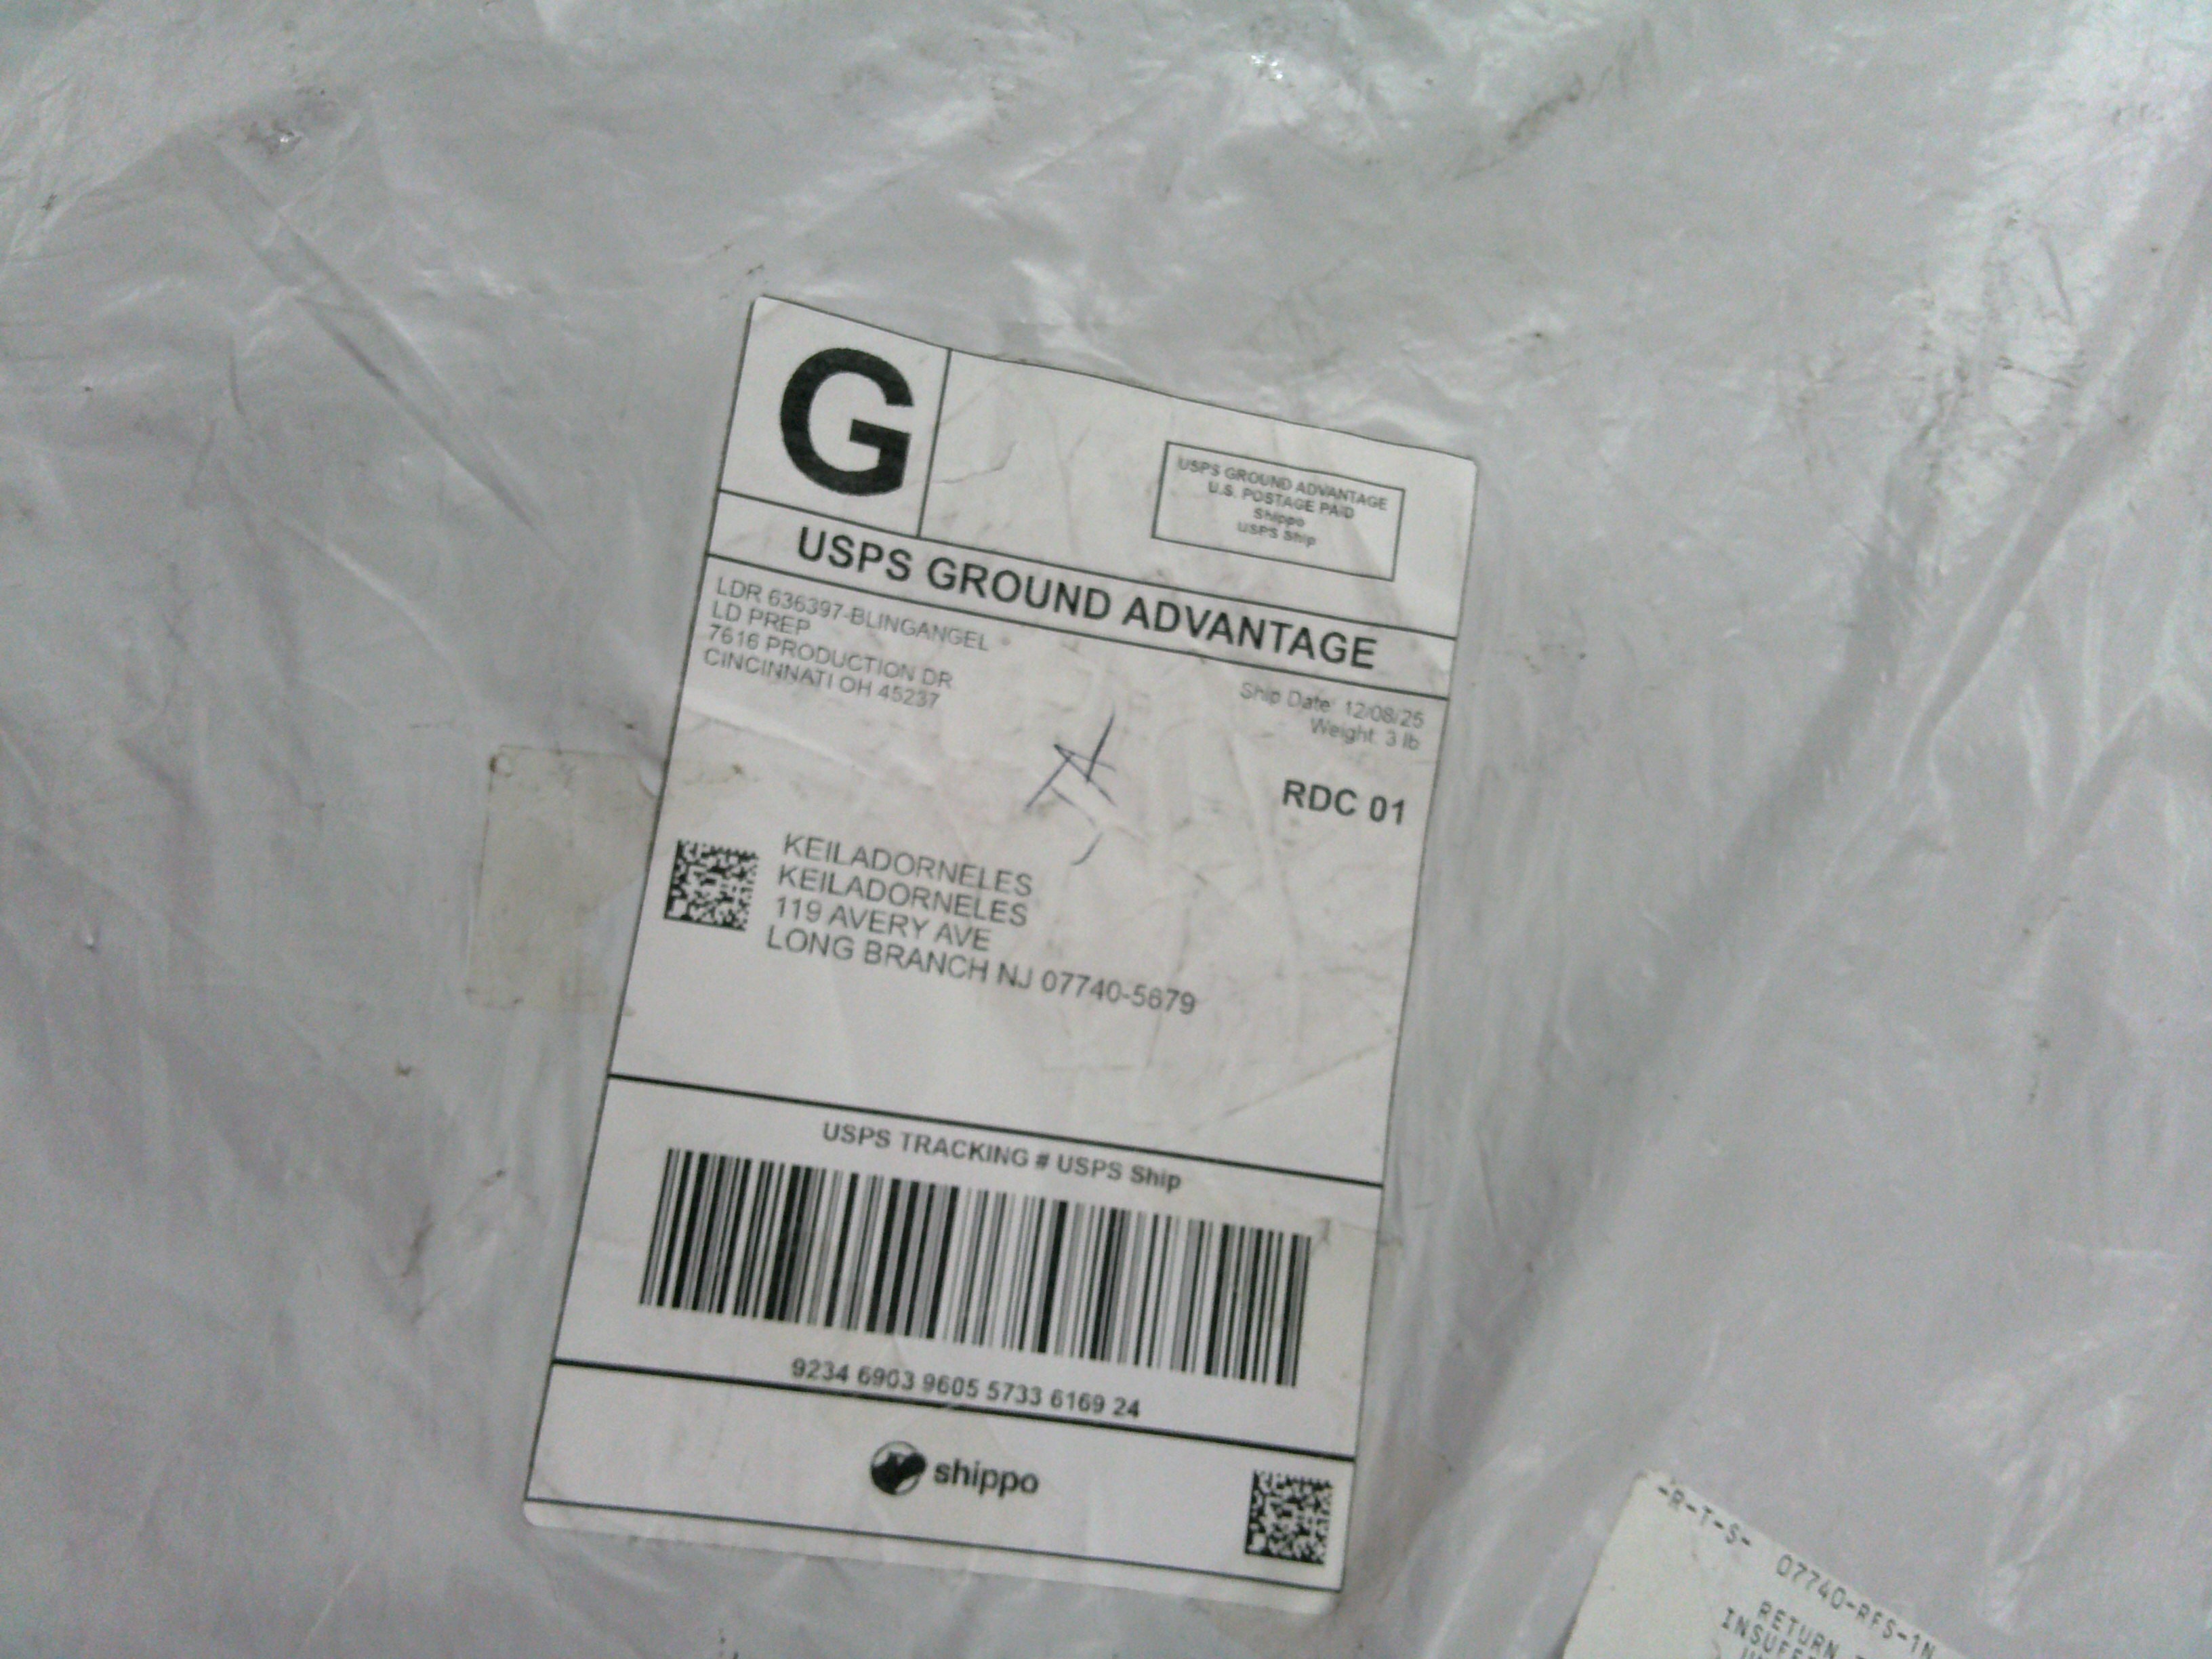 G
USPS GROUND ADVANTAGE
U.S. POSTAGE PAID
Shippo
USPS Ship
USPS GROUND ADVANTAGE
LDR 636397-BLINGANGEL
LD PREP
7616 PRODUCTION DR
CINCINNATI OH 45237
Ship Date: 12/08/25
Weight: 3 lb
RDC 01
KEILADORNELES
KEILADORNELES
119 AVERY AVE
LONG BRANCH NJ 07740-5679
USPS TRACKING # USPS Ship
9234 6903 9605 5733 6169 24
shippo
-R-T-S- 07740-RFS-1N
RETURN